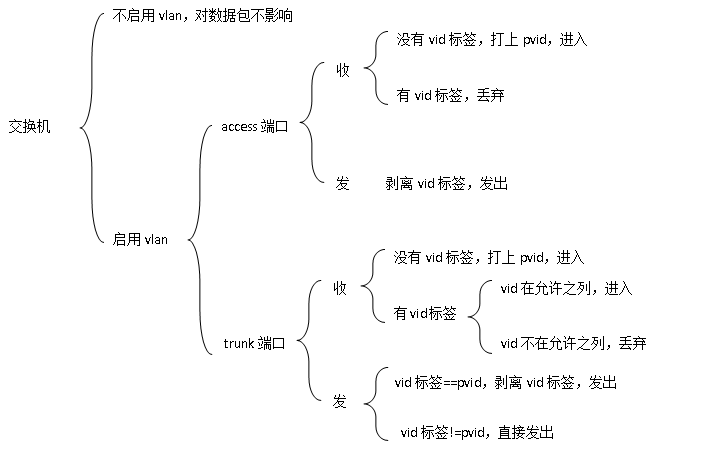 不启用 vlan，对数据包不影响
没有 vid 标签，打上 pvid，进入
收
有 vid 标签，丢弃
交换机
access 端口
发
剥离 vid 标签，发出
启用 vlan
没有 vid 标签，打上 pvid，进入
收
vid 在允许之列，进入
有 vid 标签
trunk 端口
vid 不在允许之列，丢弃
vid 标签==pvid，剥离 vid 标签，发出
发
vid 标签!=pvid，直接发出